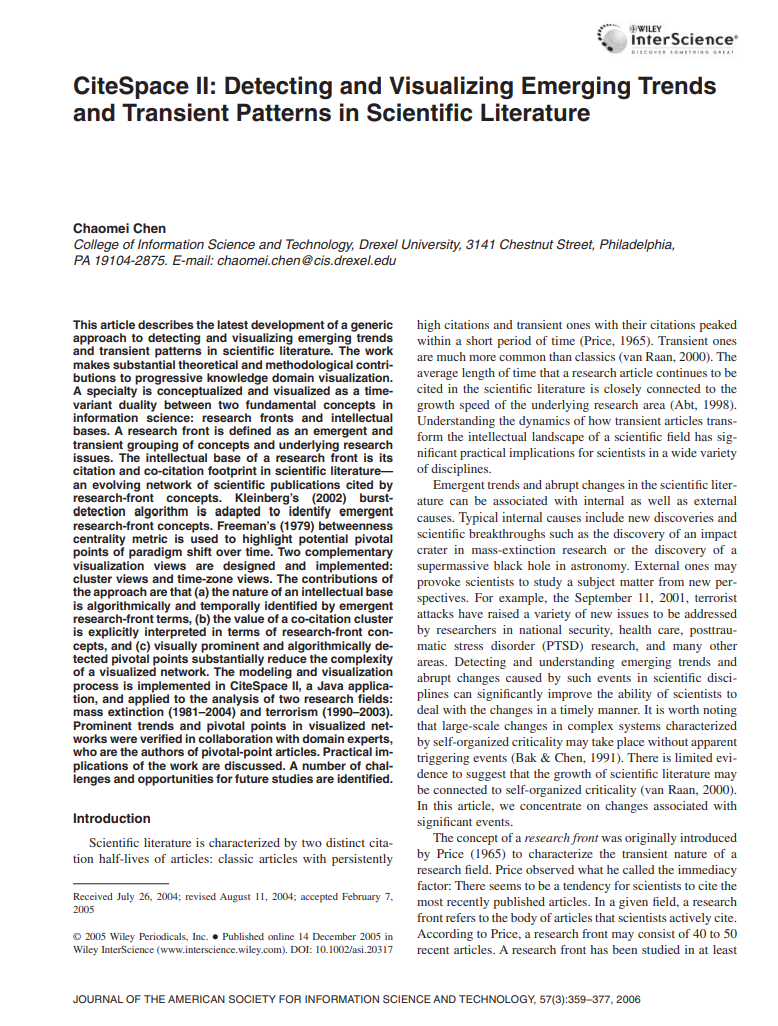 WILEY
InterScience®
DISCOVER SOMETHING GREAT
CiteSpace II: Detecting and Visualizing Emerging Trends
and Transient Patterns in Scientific Literature
Chaomei Chen
College of Information Science and Technology, Drexel University, 3141 Chestnut Street, Philadelphia,
PA 19104-2875. E-mail: chaomei.chen@cis.drexel.edu
This article describes the latest development of a generic
approach to detecting and visualizing emerging trends
and transient patterns in scientific literature. The work
makes substantial theoretical and methodological contri-
butions to progressive knowledge domain visualization.
A specialty is conceptualized and visualized as a time-
variant duality between two fundamental concepts in
information science: research fronts and intellectual
bases. A research front is defined as an emergent and
transient grouping of concepts and underlying research
issues. The intellectual base of a research front is its
citation and co-citation footprint in scientific literature—
an evolving network of scientific publications cited by
research-front concepts. Kleinberg's (2002) burst-
detection algorithm is adapted to identify emergent
research-front concepts. Freeman's (1979) betweenness
centrality metric is used to highlight potential pivotal
points of paradigm shift over time. Two complementary
visualization views are designed and implemented:
cluster views and time-zone views. The contributions of
the approach are that (a) the nature of an intellectual base
is algorithmically and temporally identified by emergent
research-front terms, (b) the value of a co-citation cluster
is explicitly interpreted in terms of research-front con-
cepts, and (c) visually prominent and algorithmically de-
tected pivotal points substantially reduce the complexity
of a visualized network. The modeling and visualization
process is implemented in CiteSpace II, a Java applica-
tion, and applied to the analysis of two research fields:
mass extinction (1981–2004) and terrorism (1990–2003).
Prominent trends and pivotal points in visualized net-
works were verified in collaboration with domain experts,
who are the authors of pivotal-point articles. Practical im-
plications of the work are discussed. A number of chal-
lenges and opportunities for future studies are identified.
Introduction
Scientific literature is characterized by two distinct cita-
tion half-lives of articles: classic articles with persistently
Received July 26, 2004; revised August 11, 2004; accepted February 7,
2005
© 2005 Wiley Periodicals, Inc. • Published online 14 December 2005 in
Wiley InterScience (www.interscience.wiley.com). DOI: 10.1002/asi.20317
high citations and transient ones with their citations peaked
within a short period of time (Price, 1965). Transient ones
are much more common than classics (van Raan, 2000). The
average length of time that a research article continues to be
cited in the scientific literature is closely connected to the
growth speed of the underlying research area (Abt, 1998).
Understanding the dynamics of how transient articles trans-
form the intellectual landscape of a scientific field has sig-
nificant practical implications for scientists in a wide variety
of disciplines.
Emergent trends and abrupt changes in the scientific liter-
ature can be associated with internal as well as external
causes. Typical internal causes include new discoveries and
scientific breakthroughs such as the discovery of an impact
crater in mass-extinction research or the discovery of a
supermassive black hole in astronomy. External ones may
provoke scientists to study a subject matter from new per-
spectives. For example, the September 11, 2001, terrorist
attacks have raised a variety of new issues to be addressed
by researchers in national security, health care, posttrau-
matic stress disorder (PTSD) research, and many other
areas. Detecting and understanding emerging trends and
abrupt changes caused by such events in scientific disci-
plines can significantly improve the ability of scientists to
deal with the changes in a timely manner. It is worth noting
that large-scale changes in complex systems characterized
by self-organized criticality may take place without apparent
triggering events (Bak & Chen, 1991). There is limited evi-
dence to suggest that the growth of scientific literature may
be connected to self-organized criticality (van Raan, 2000).
In this article, we concentrate on changes associated with
significant events.
The concept of a research front was originally introduced
by Price (1965) to characterize the transient nature of a
research field. Price observed what he called the immediacy
factor: There seems to be a tendency for scientists to cite the
most recently published articles. In a given field, a research
front refers to the body of articles that scientists actively cite.
According to Price, a research front may consist of 40 to 50
recent articles. A research front has been studied in at least
JOURNAL OF THE AMERICAN SOCIETY FOR INFORMATION SCIENCE AND TECHNOLOGY, 57(3):359–377, 2006